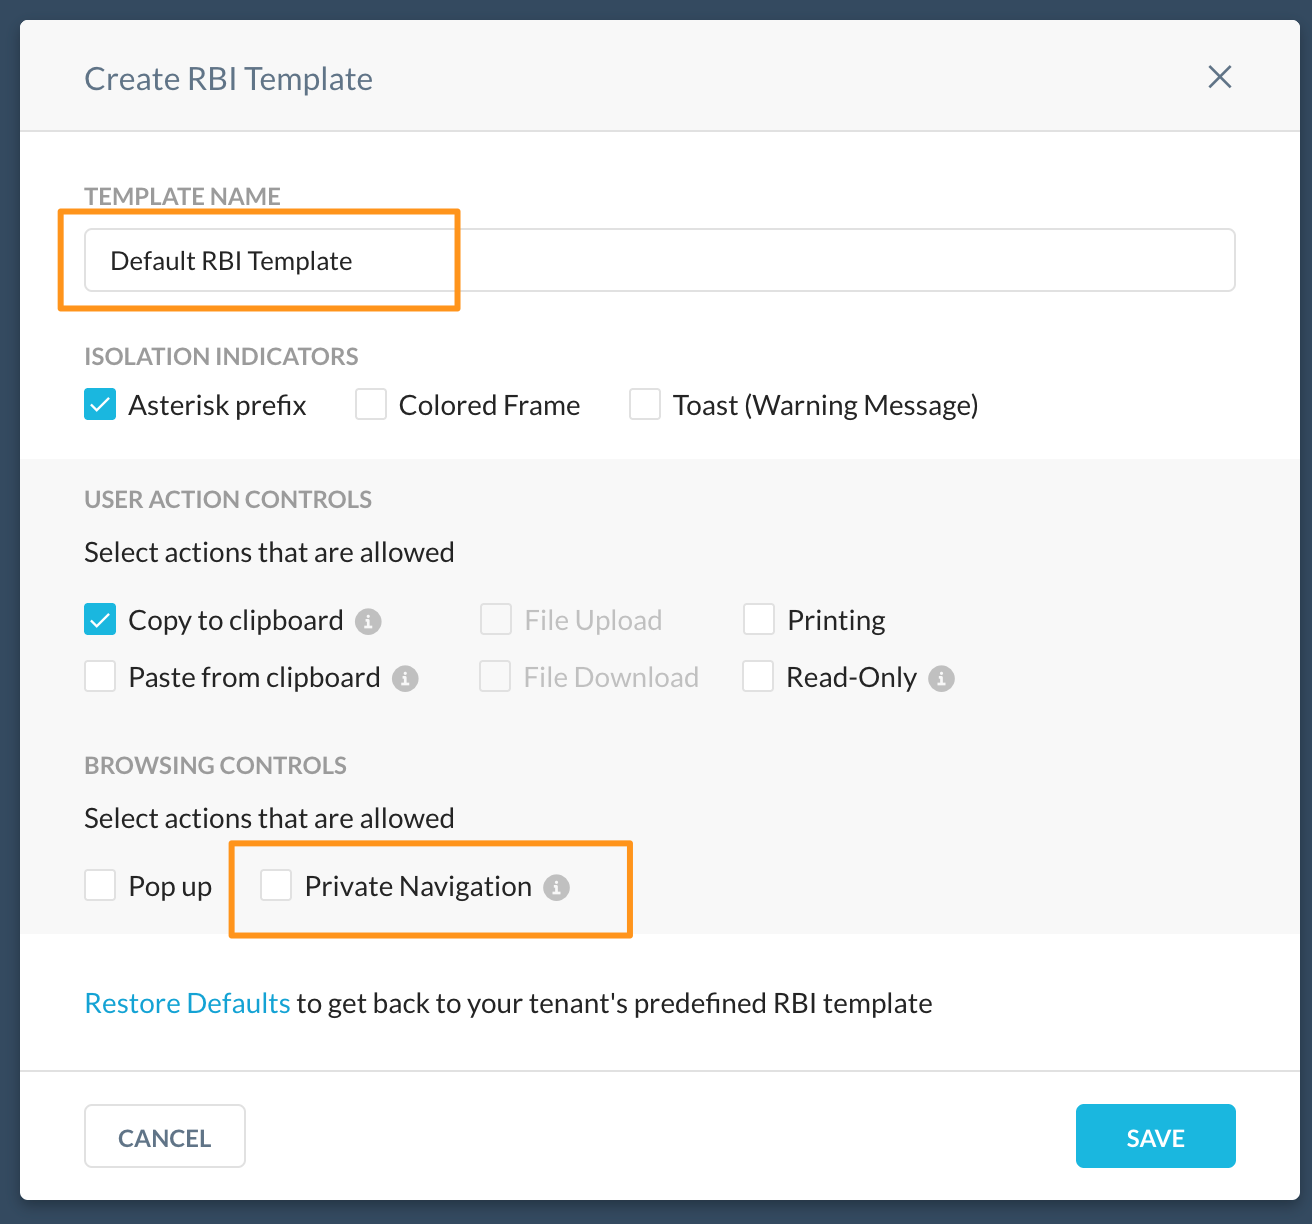 Create RBI Template
TEMPLATE NAME
Default RBI Template
ISOLATION INDICATORS
Asterisk prefix Colored Frame Toast (Warning Message)
USER ACTION CONTROLS
Select actions that are allowed
Copy to clipboard File Upload Printing
Paste from clipboard File Download Read-Only
BROWSING CONTROLS
Select actions that are allowed
Pop up Private Navigation
Restore Defaults to get back to your tenant's predefined RBI template
CANCEL SAVE